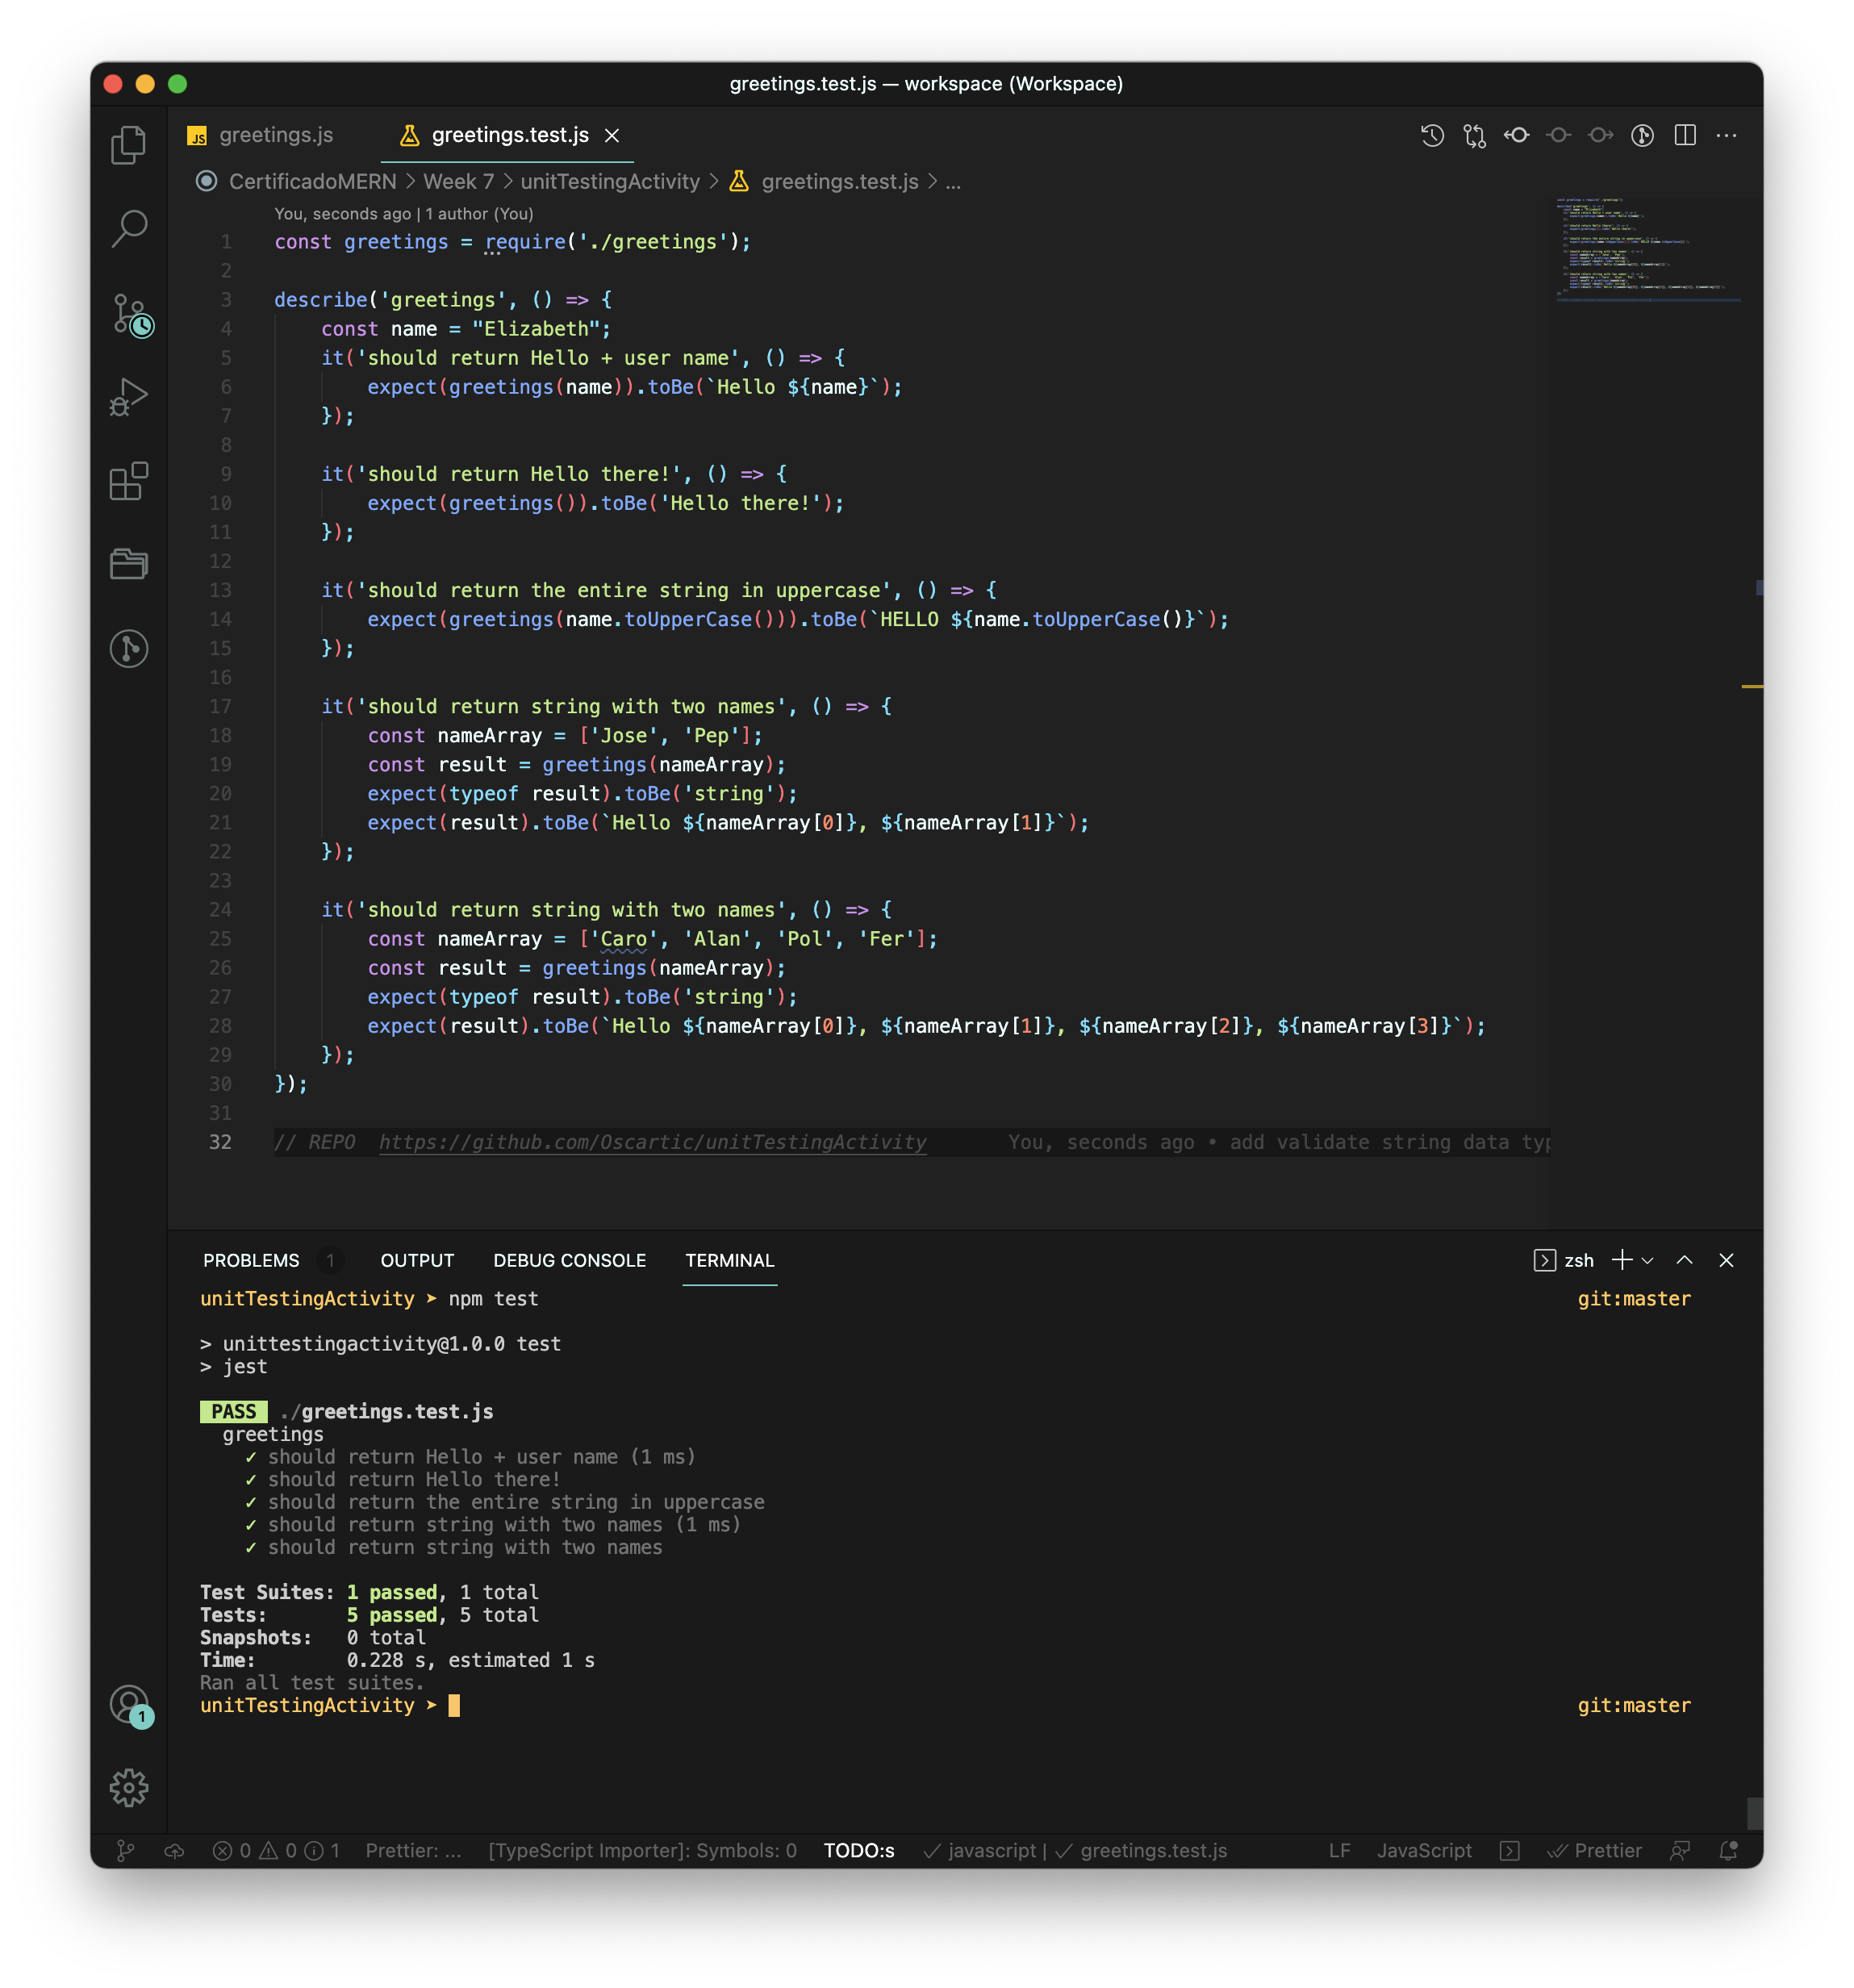 greetings.test.js — workspace (Workspace)
greetings.js
greetings.test.js
CertificadoMERN > Week 7 > unitTestingActivity > greetings.test.js > ...
You, seconds ago | 1 author (You)
1 const greetings = require('./greetings');
2
3 describe('greetings', () => {
4 const name = "Elizabeth";
5 it('should return Hello + user name', () => {
6 expect(greetings(name)).toBe(`Hello ${name}`);
7 });
8
9 it('should return Hello there!', () => {
10 expect(greetings()).toBe('Hello there!');
11 });
12
13 it('should return the entire string in uppercase', () => {
14 expect(greetings(name.toUpperCase())).toBe(`HELLO ${name.toUpperCase()}`);
15 });
16
17 it('should return string with two names', () => {
18 const nameArray = ['Jose', 'Pep'];
19 const result = greetings(nameArray);
20 expect(typeof result).toBe('string');
21 expect(result).toBe(`Hello ${nameArray[0]}, ${nameArray[1]}`);
22 });
23
24 it('should return string with two names', () => {
25 const nameArray = ['Caro', 'Alan', 'Pol', 'Fer'];
26 const result = greetings(nameArray);
27 expect(typeof result).toBe('string');
28 expect(result).toBe(`Hello ${nameArray[0]}, ${nameArray[1]}, ${nameArray[2]}, ${nameArray[3]}`);
29 });
30 });
31
32 // REPO https://github.com/Oscartic/unitTestingActivity You, seconds ago • add validate string data typ
PROBLEMS 1 OUTPUT DEBUG CONSOLE TERMINAL zsh
unitTestingActivity ➤ npm test git:master
> unittestingactivity@1.0.0 test
> jest
PASS ./greetings.test.js
greetings
✓ should return Hello + user name (1 ms)
✓ should return Hello there!
✓ should return the entire string in uppercase
✓ should return string with two names (1 ms)
✓ should return string with two names
Test Suites: 1 passed, 1 total
Tests: 5 passed, 5 total
Snapshots: 0 total
Time: 0.228 s, estimated 1 s
Ran all test suites.
unitTestingActivity ➤ git:master
1
0 0 1 Prettier: ... [TypeScript Importer]: Symbols: 0 TODO:s ✓ javascript | ✓ greetings.test.js LF JavaScript Prettier